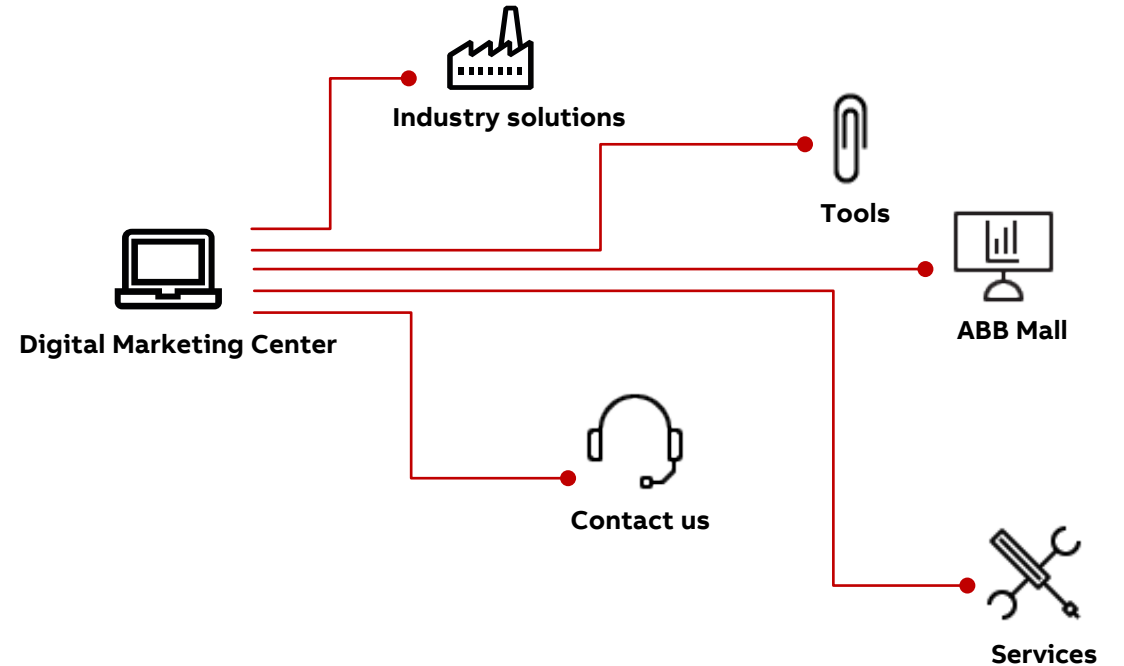 Industry solutions
Tools
ABB Mall
Digital Marketing Center
Contact us
Services